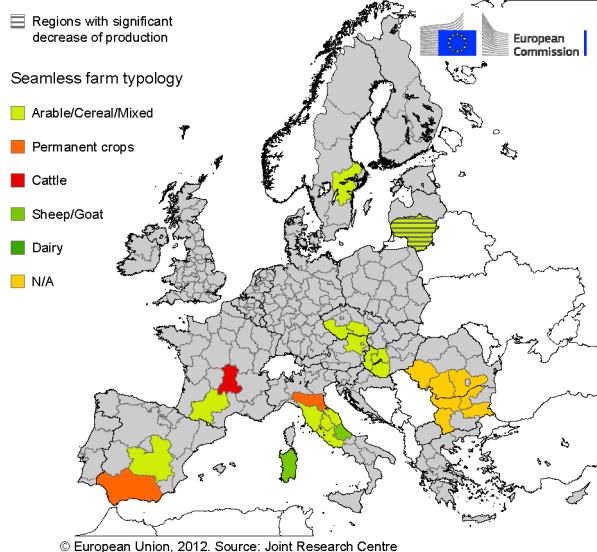 Regions with significant
decrease of production
European
Commission
Seamless farm typology
Arable/Cereal/Mixed
Permanent crops
Cattle
Sheep/Goat
Dairy
N/A
© European Union, 2012. Source: Joint Research Centre